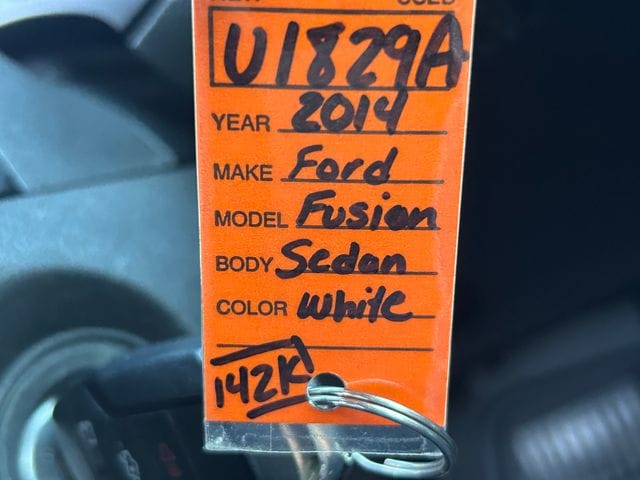 U1829A
YEAR 2014
MAKE Ford
MODEL Fusion
BODY Sedan
COLOR White
142K